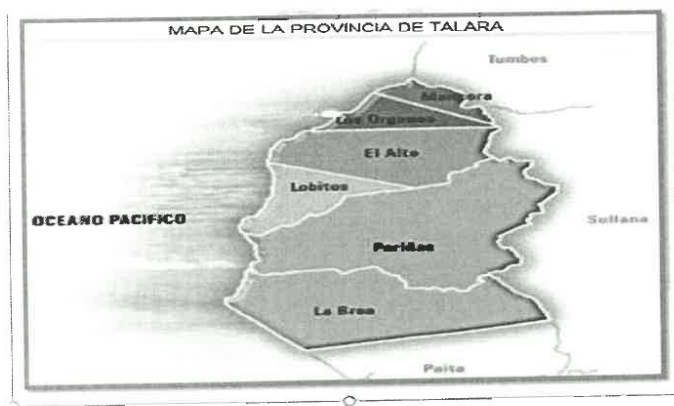 MAPA DE LA PROVINCIA DE TALARA
Tumbes
Mancora
Los Organos
El Alto
Lobitos
OCEANO PACIFICO
Sullana
Pariñas
La Brea
Paita